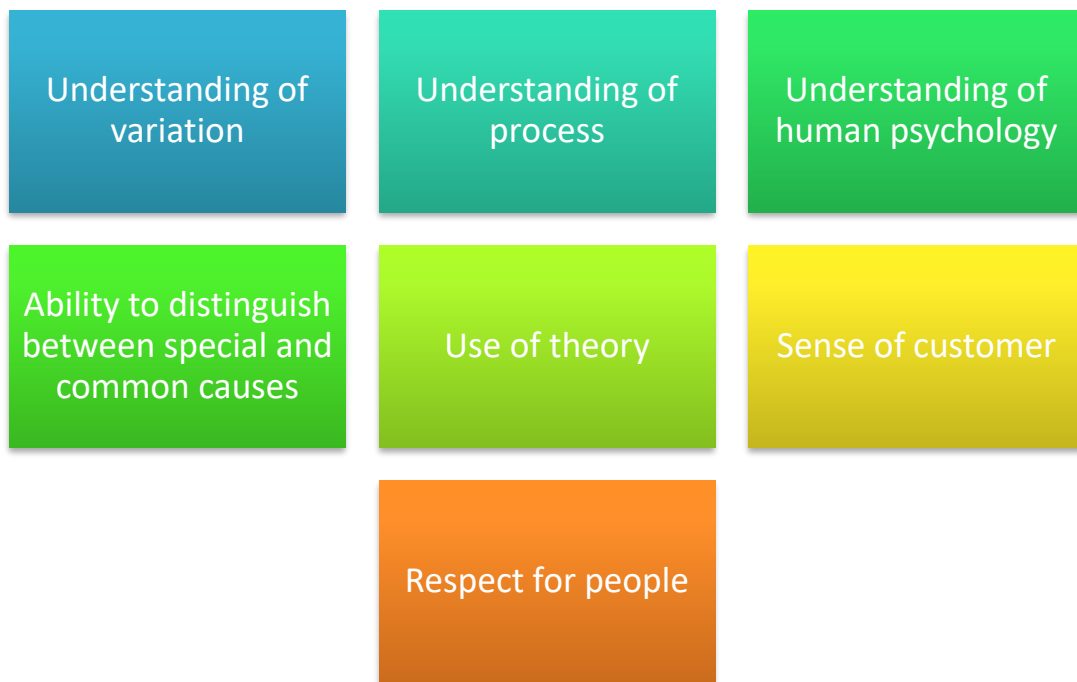 Understanding of
variation
Understanding of
process
Understanding of
human psychology
Ability to distinguish
between special and
common causes
Use of theory
Sense of customer
Respect for people